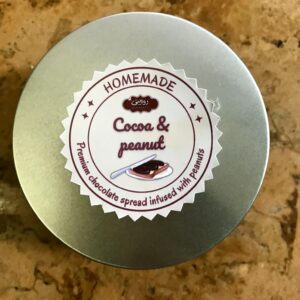 HOMEMADE
Cocoa &
peanut
Premium chocolate spread infused with peanuts